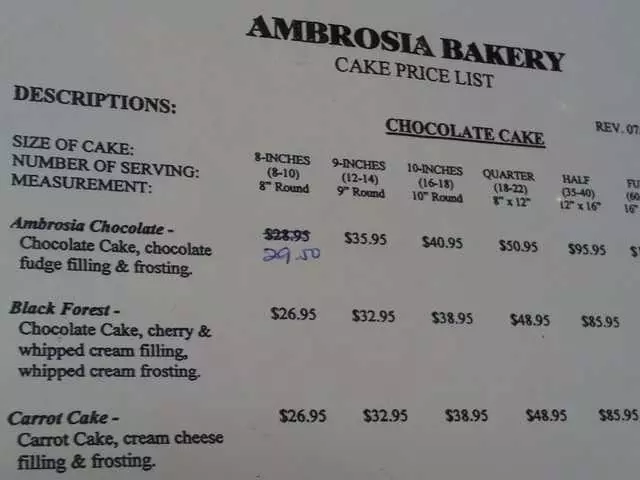 AMBROSIA BAKERY
CAKE PRICE LIST
DESCRIPTIONS:
CHOCOLATE CAKE
REV. 07
SIZE OF CAKE: 8-INCHES 9-INCHES 10-INCHES QUARTER HALF FU
NUMBER OF SERVING: (8-10) (12-14) (16-18) (18-22) (35-40) (60
MEASUREMENT: 8" Round 9" Round 10" Round 8" x 12" 12" x 16" 16"
Ambrosia Chocolate - $28.95 $35.95 $40.95 $50.95 $95.95 $
29.50
Chocolate Cake, chocolate
fudge filling & frosting.
Black Forest - $26.95 $32.95 $38.95 $48.95 $85.95
Chocolate Cake, cherry &
whipped cream filling,
whipped cream frosting.
Carrot Cake - $26.95 $32.95 $38.95 $48.95 $85.95
Carrot Cake, cream cheese
filling & frosting.